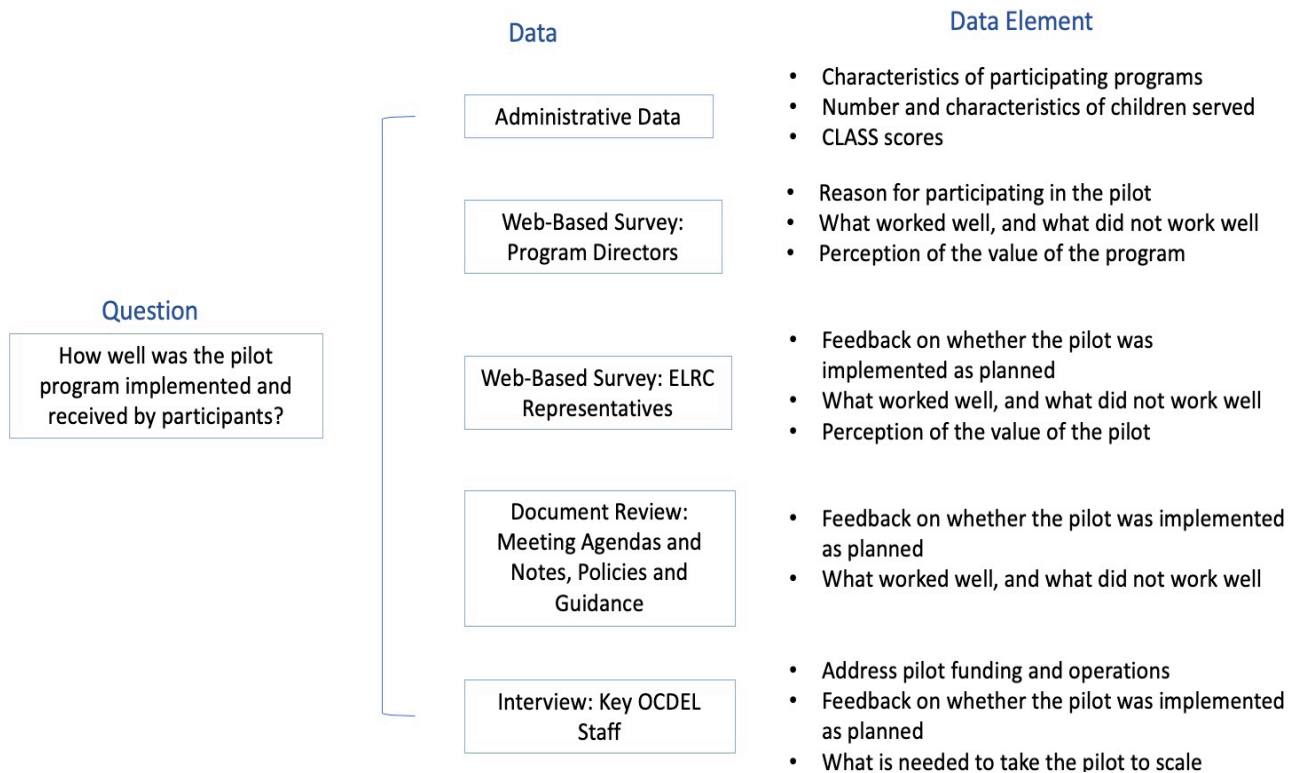 Data
Data Element
Administrative Data
• Characteristics of participating programs
• Number and characteristics of children served
• CLASS scores
Web-Based Survey:
Program Directors
• Reason for participating in the pilot
• What worked well, and what did not work well
• Perception of the value of the program
Question
How well was the pilot
program implemented and
received by participants?
Web-Based Survey: ELRC
Representatives
• Feedback on whether the pilot was
implemented as planned
• What worked well, and what did not work well
• Perception of the value of the pilot
Document Review:
Meeting Agendas and
Notes, Policies and
Guidance
• Feedback on whether the pilot was implemented
as planned
• What worked well, and what did not work well
Interview: Key OCDEL
Staff
• Address pilot funding and operations
• Feedback on whether the pilot was implemented
as planned
• What is needed to take the pilot to scale